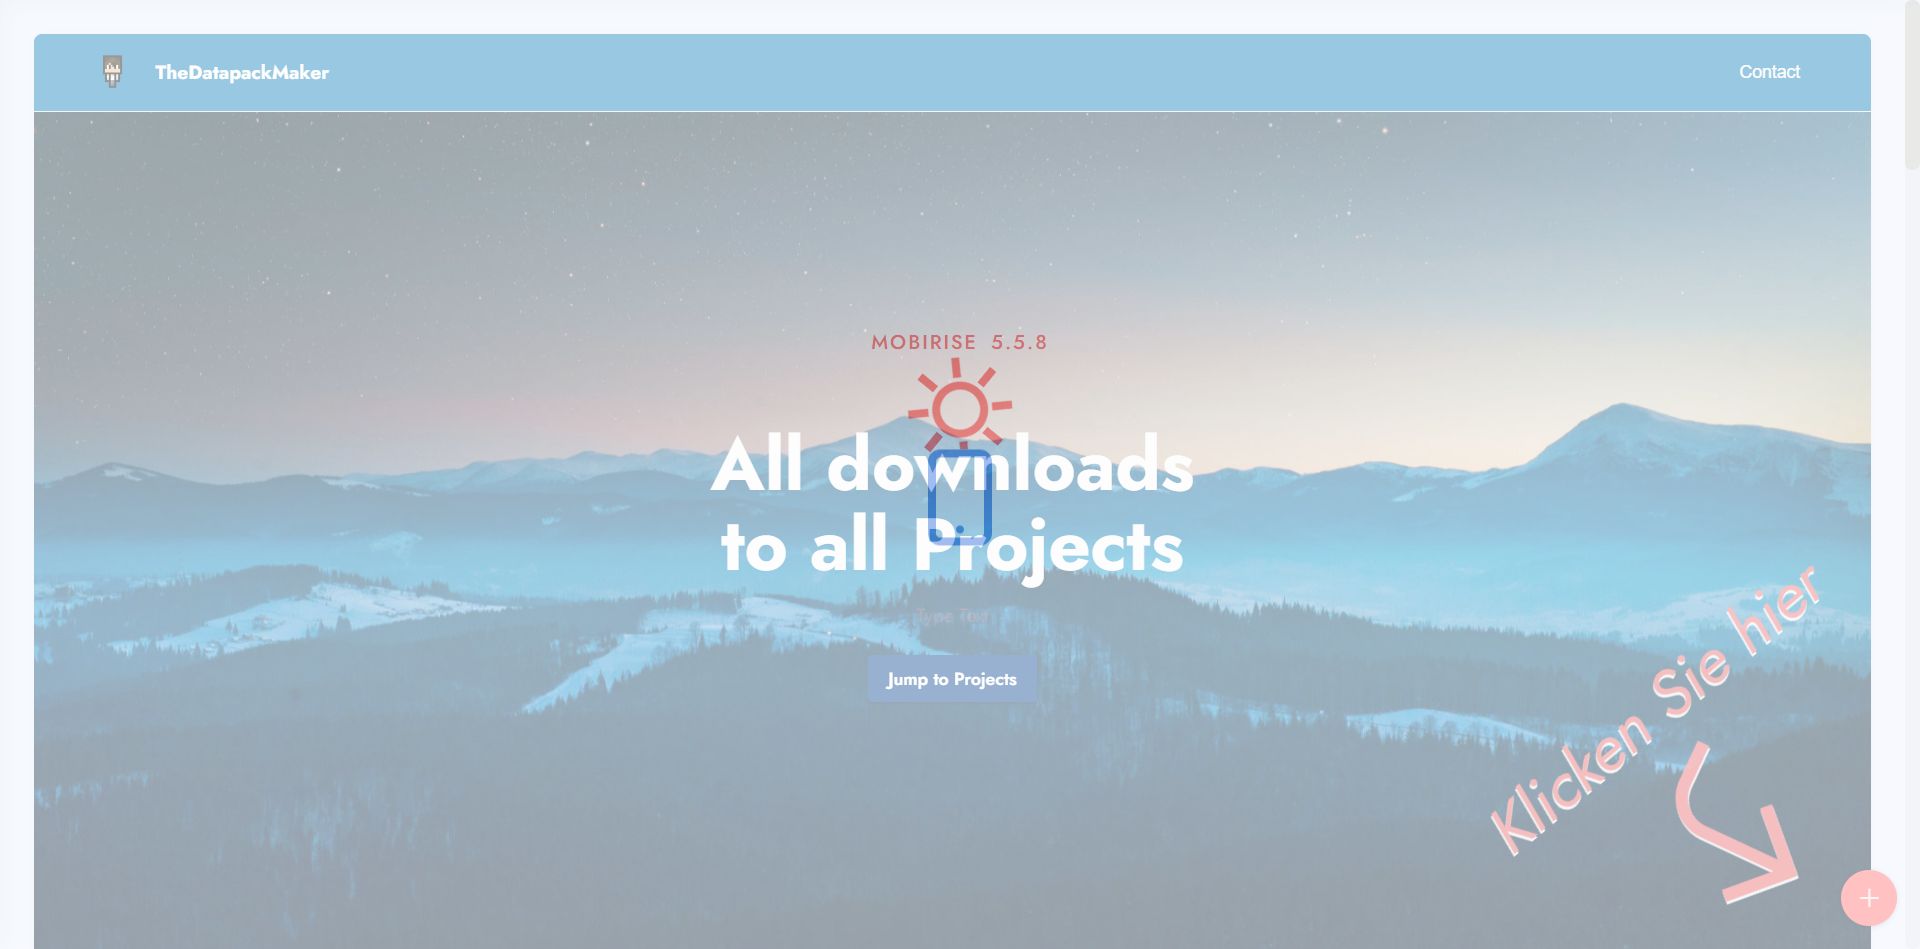 TheDatapackMaker
Contact
MOBIRISE 5.5.8
All downloads
to all Projects
Type Text
Jump to Projects
Klicken Sie hier